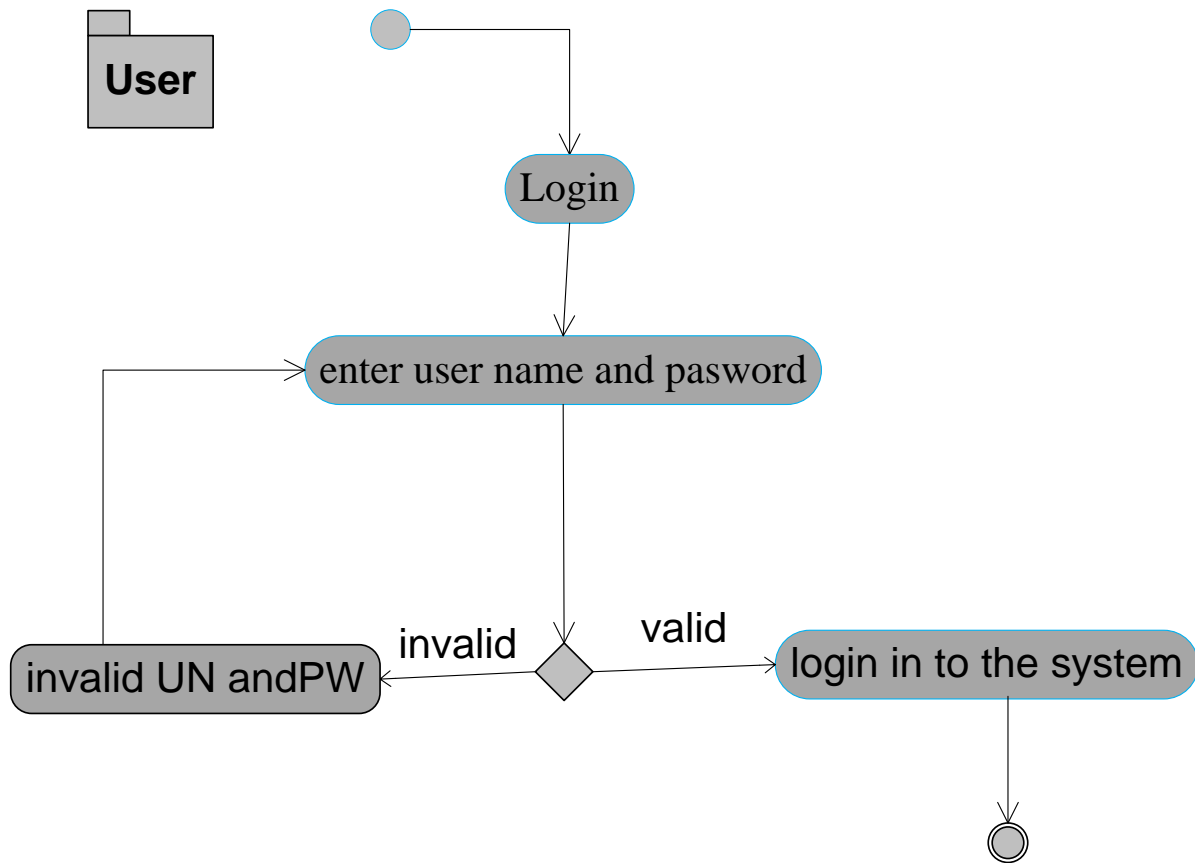 User
Login
enter user name and pasword
invalid
valid
invalid UN andPW
login in to the system